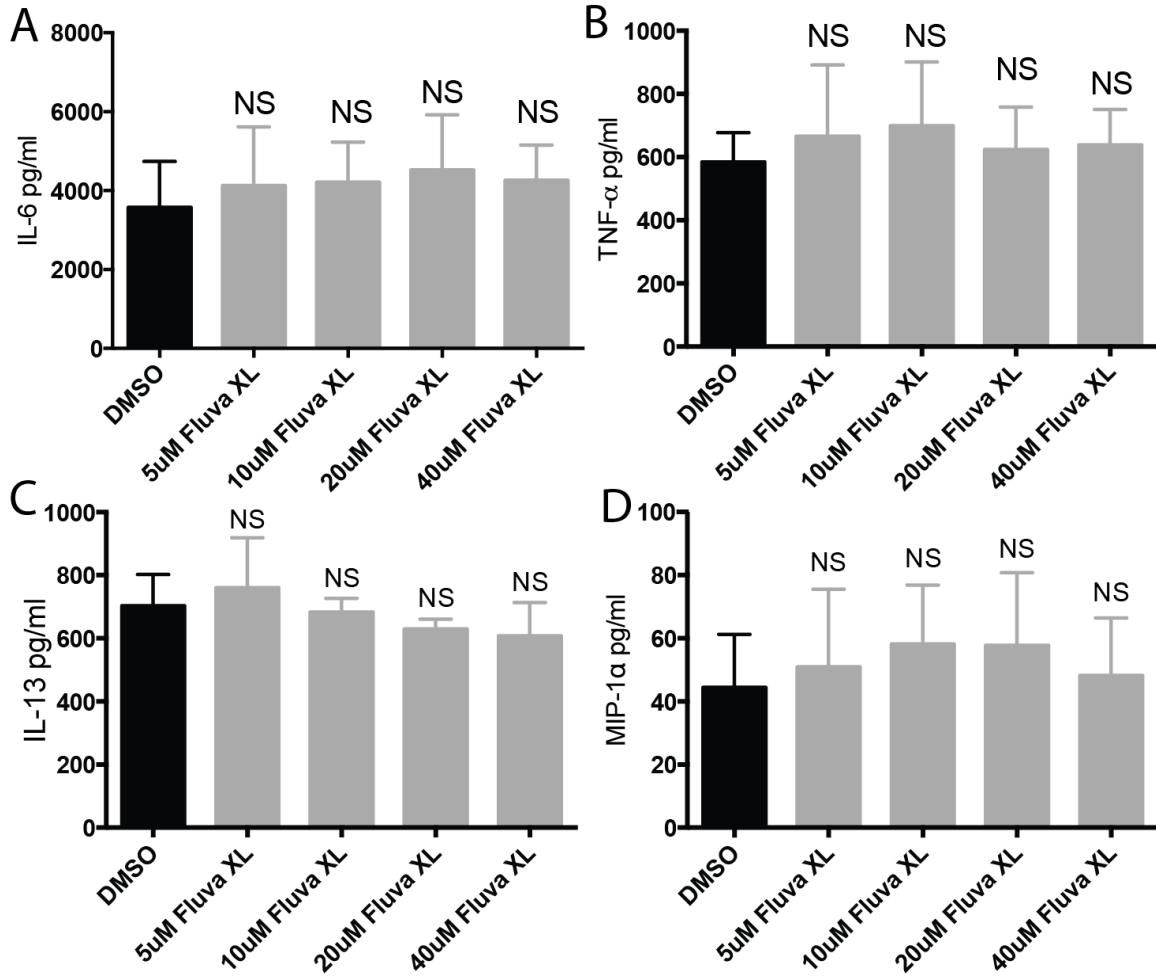 A
8000
6000
4000
2000
0
IL-6 pg/ml
NS
NS
NS
NS
DMSO
5uM Fluva XL
10uM Fluva XL
20uM Fluva XL
40uM Fluva XL
B
1000
800
600
400
200
0
TNF-α pg/ml
NS
NS
NS
NS
DMSO
5uM Fluva XL
10uM Fluva XL
20uM Fluva XL
40uM Fluva XL
C
1000
800
600
400
200
0
IL-13 pg/ml
NS
NS
NS
NS
DMSO
5uM Fluva XL
10uM Fluva XL
20uM Fluva XL
40uM Fluva XL
D
100
80
60
40
20
0
MIP-1α pg/ml
NS
NS
NS
NS
DMSO
5uM Fluva XL
10uM Fluva XL
20uM Fluva XL
40uM Fluva XL